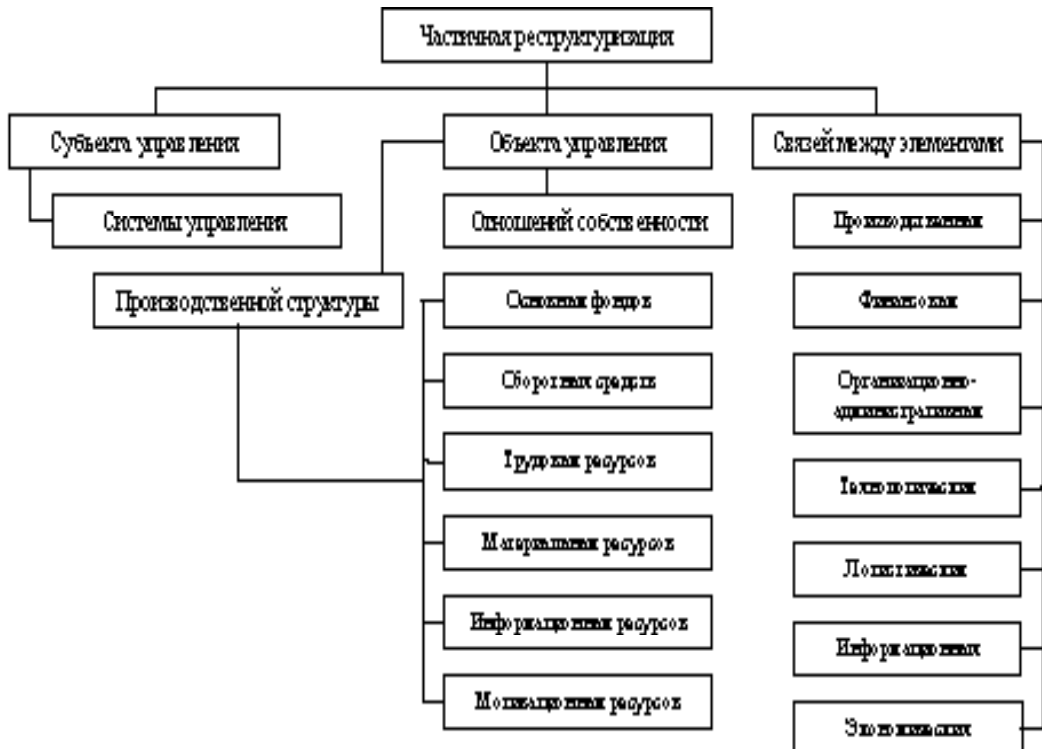 Частичная реструктуризация
Субъекта управления
Объекта управления
Связей между элементами
Системы управления
Отношений собственности
Производственных
Производственной структуры
Основных фондов
Финансовых
Оборотных средств
Организационно-
административных
Трудовых ресурсов
Технологических
Материальных ресурсов
Логистических
Информационных ресурсов
Информационных
Мотивационных ресурсов
Экономических